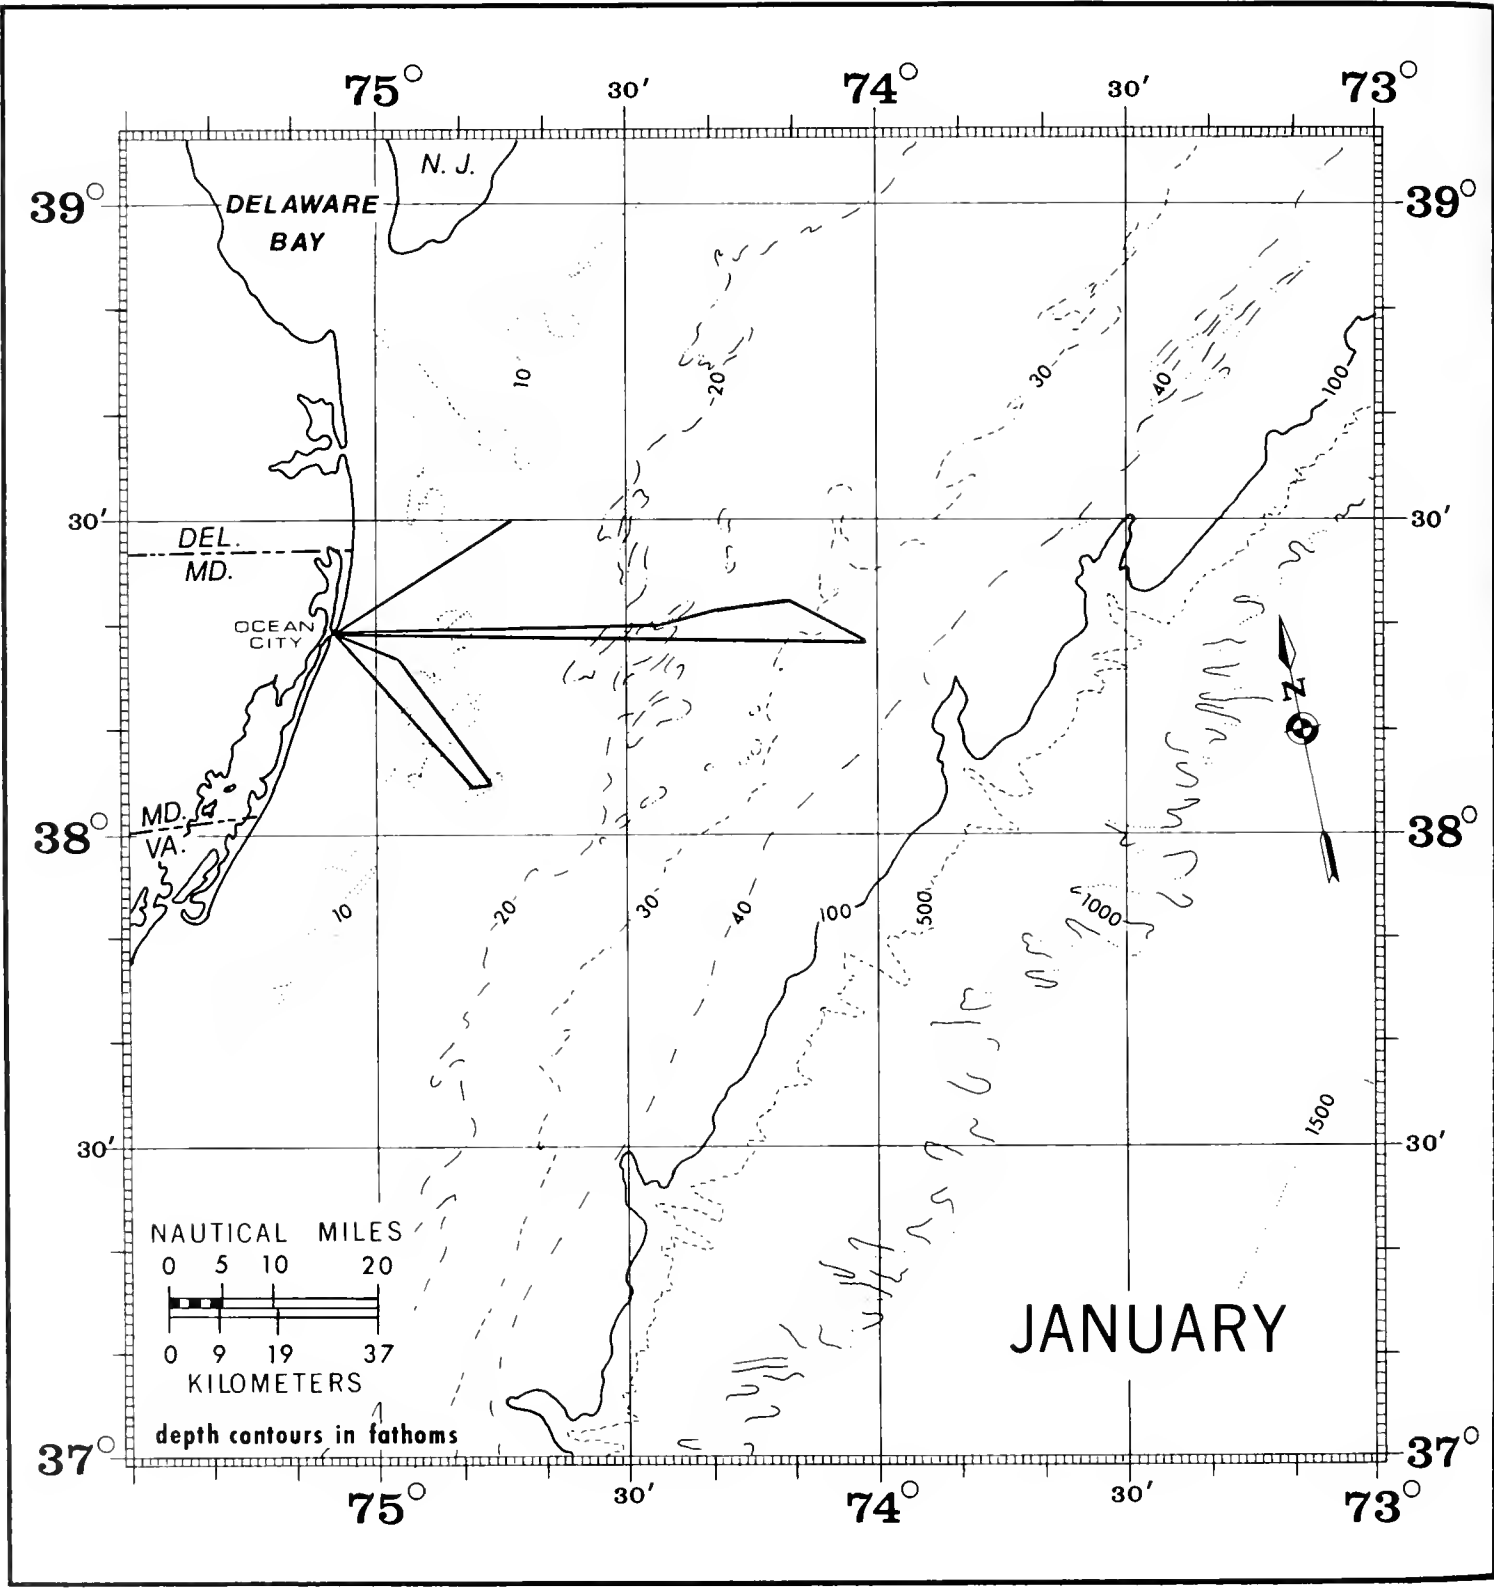 75° 30′ 74° 30′ 73°
N. J.
39° DELAWARE 39°
BAY
10 20 30 40 100
30′ 30′
DEL.
MD.
OCEAN
CITY
N
MD.
38° 38°
VA.
10 20 30 40 100 500 1000
1500
30′ 30′
NAUTICAL MILES
0 5 10 20
0 9 19 37
KILOMETERS
JANUARY
depth contours in fathoms
37° 37°
75° 30′ 74° 30′ 73°